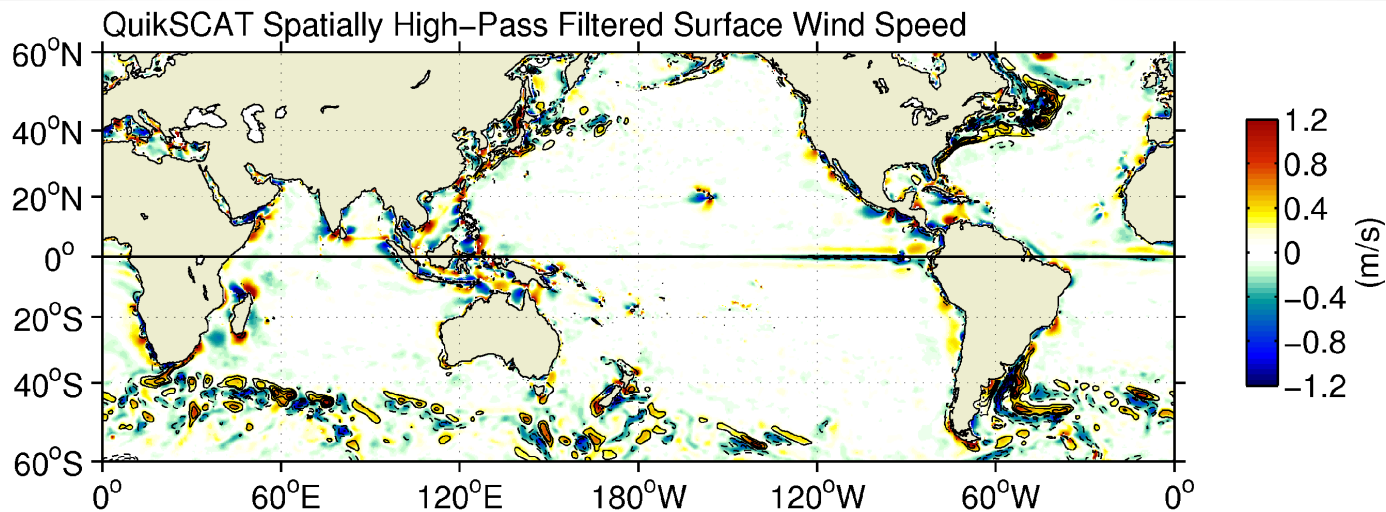 QuikSCAT Spatially High−Pass Filtered Surface Wind Speed
60°N
40°N
20°N
0°
20°S
40°S
60°S
0°
60°E
120°E
180°W
120°W
60°W
0°
1.2
0.8
0.4
0
−0.4
−0.8
−1.2
(m/s)